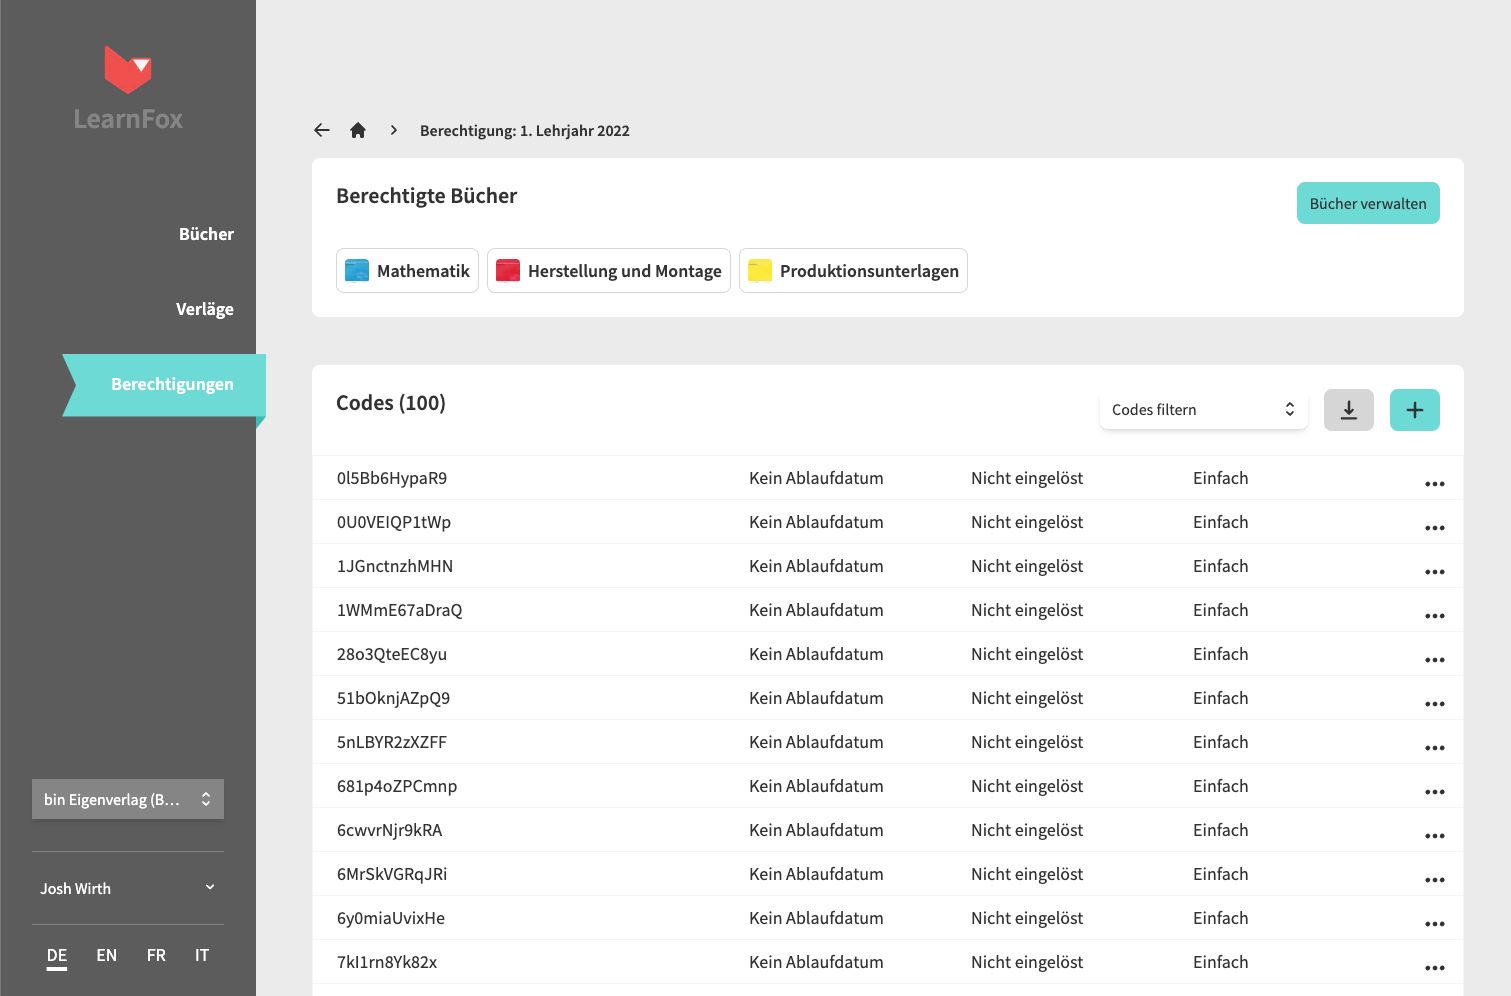 LearnFox
Bücher
Verläge
Berechtigungen
bin Eigenverlag (B...
Josh Wirth
DE EN FR IT
Berechtigung: 1. Lehrjahr 2022
Berechtigte Bücher
Bücher verwalten
Mathematik Herstellung und Montage Produktionsunterlagen
Codes (100)
Codes filtern
0l5Bb6HypaR9 Kein Ablaufdatum Nicht eingelöst Einfach
0U0VEIQP1tWp Kein Ablaufdatum Nicht eingelöst Einfach
1JGnctnzhMHN Kein Ablaufdatum Nicht eingelöst Einfach
1WMmE67aDraQ Kein Ablaufdatum Nicht eingelöst Einfach
28o3QteEC8yu Kein Ablaufdatum Nicht eingelöst Einfach
51bOknjAZpQ9 Kein Ablaufdatum Nicht eingelöst Einfach
5nLBYR2zXZFF Kein Ablaufdatum Nicht eingelöst Einfach
681p4oZPCmnp Kein Ablaufdatum Nicht eingelöst Einfach
6cwvrNjr9kRA Kein Ablaufdatum Nicht eingelöst Einfach
6MrSkVGRqJRi Kein Ablaufdatum Nicht eingelöst Einfach
6y0miaUvixHe Kein Ablaufdatum Nicht eingelöst Einfach
7kI1rn8Yk82x Kein Ablaufdatum Nicht eingelöst Einfach